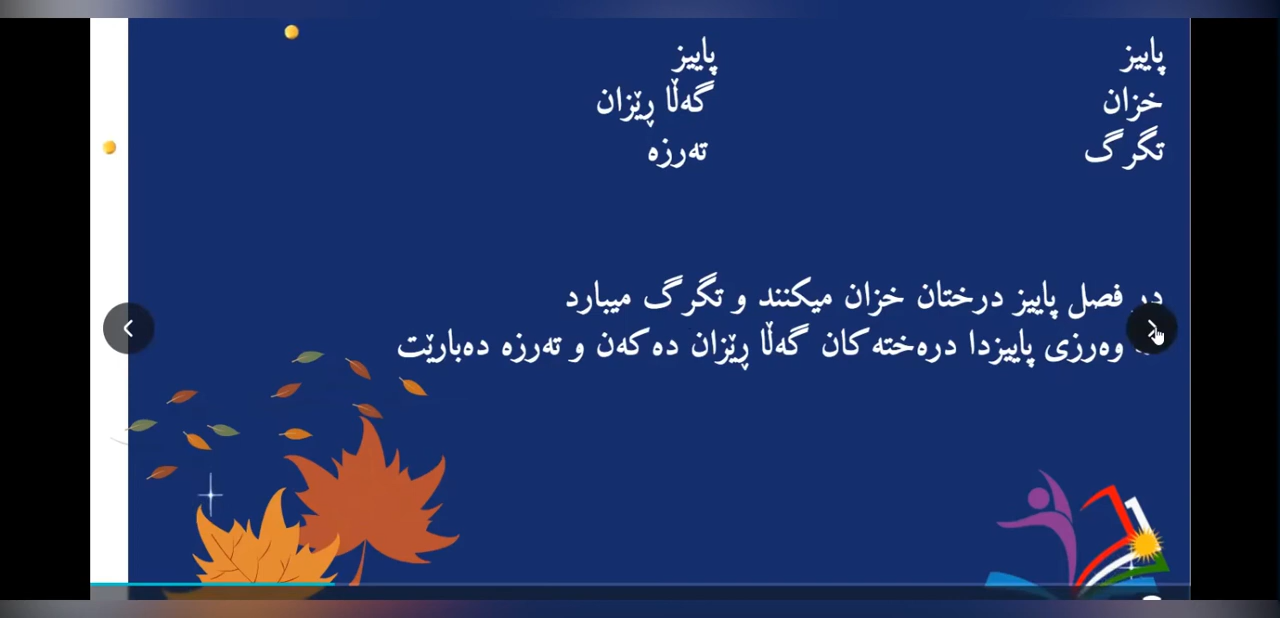 پاییز پاییز
خزان گەڵا ڕێزان
تگرگ تەرزە
در فصل پاییز درختان خزان میکنند و تگرگ میبارد
وەرزی پاییزدا درەختەکان گەڵا ڕێزان دەکەن و تەرزە دەبارێت